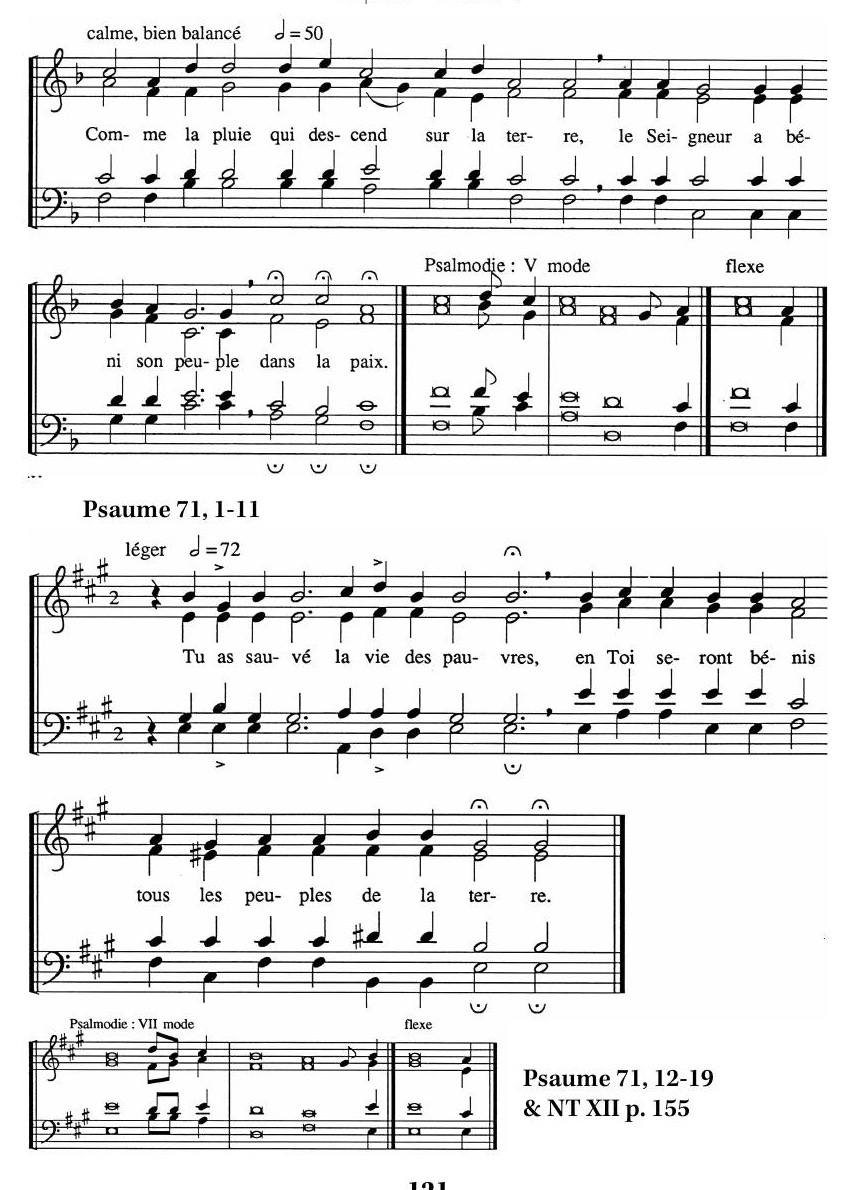 calme, bien balancé 𝅗𝅥 = 50
Com- me la pluie qui des- cend sur la ter- re, le Sei- gneur a bé-
Psalmodie : V mode flexe
ni son peu- ple dans la paix.
Psaume 71, 1-11
léger 𝅗𝅥 = 72
2
Tu as sau- vé la vie des pau- vres, en Toi se- ront bé- nis
2
tous les peu- ples de la ter- re.
Psalmodie : VII mode flexe
Psaume 71, 12-19
& NT XII p. 155